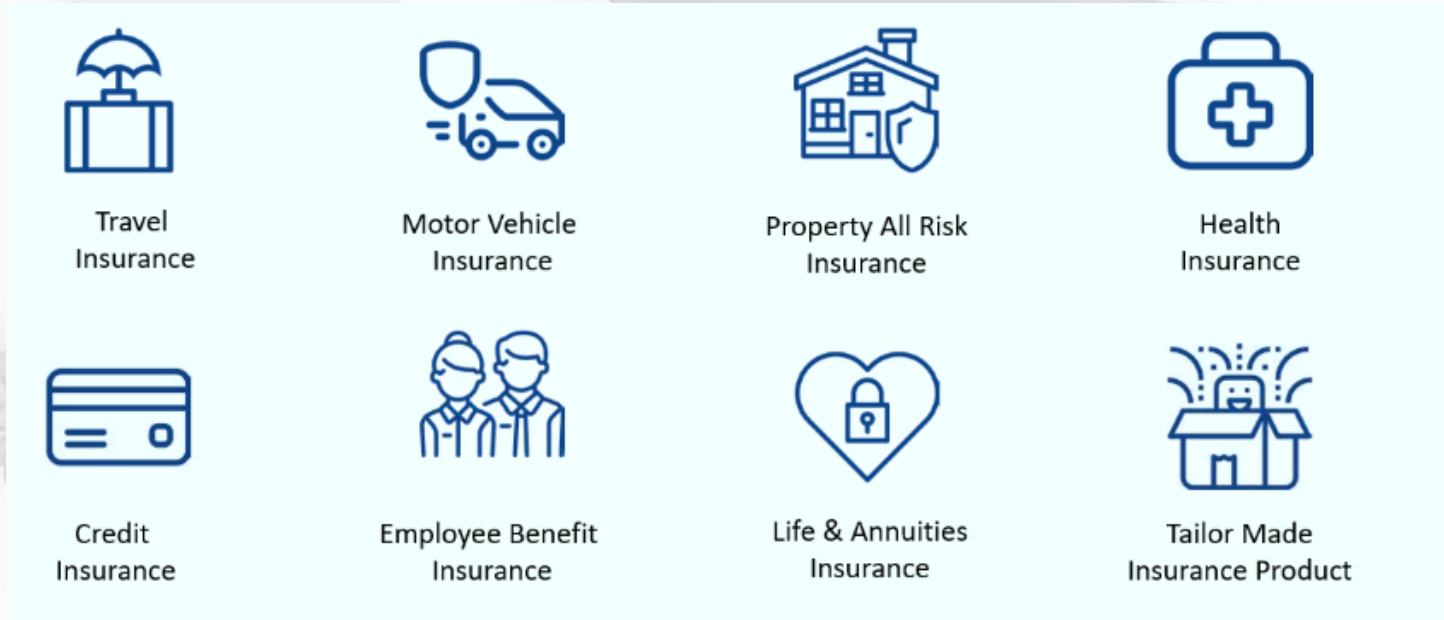 Travel
Insurance
Motor Vehicle
Insurance
Property All Risk
Insurance
Health
Insurance
Credit
Insurance
Employee Benefit
Insurance
Life & Annuities
Insurance
Tailor Made
Insurance Product